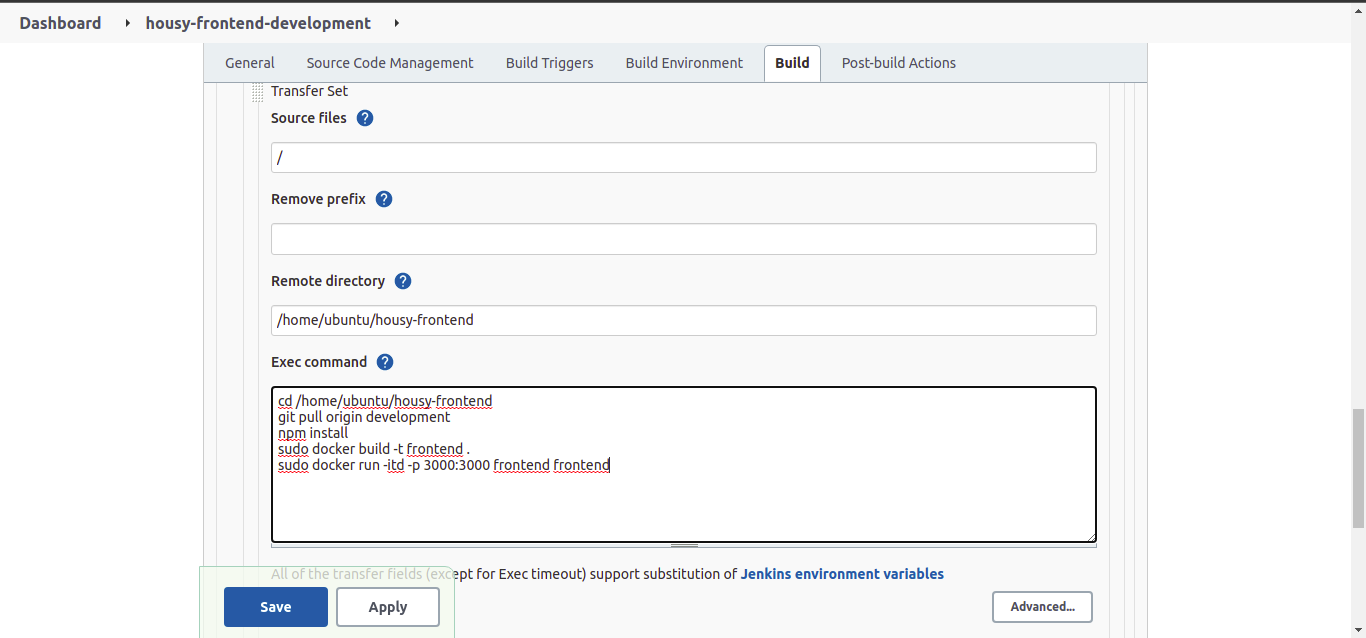 Dashboard housy-frontend-development
General Source Code Management Build Triggers Build Environment Build Post-build Actions
Transfer Set
Source files ?
/
Remove prefix ?
Remote directory ?
/home/ubuntu/housy-frontend
Exec command ?
cd /home/ubuntu/housy-frontend
git pull origin development
npm install
sudo docker build -t frontend .
sudo docker run -itd -p 3000:3000 frontend frontend
All of the transfer fields (except for Exec timeout) support substitution of Jenkins environment variables
Save Apply Advanced...